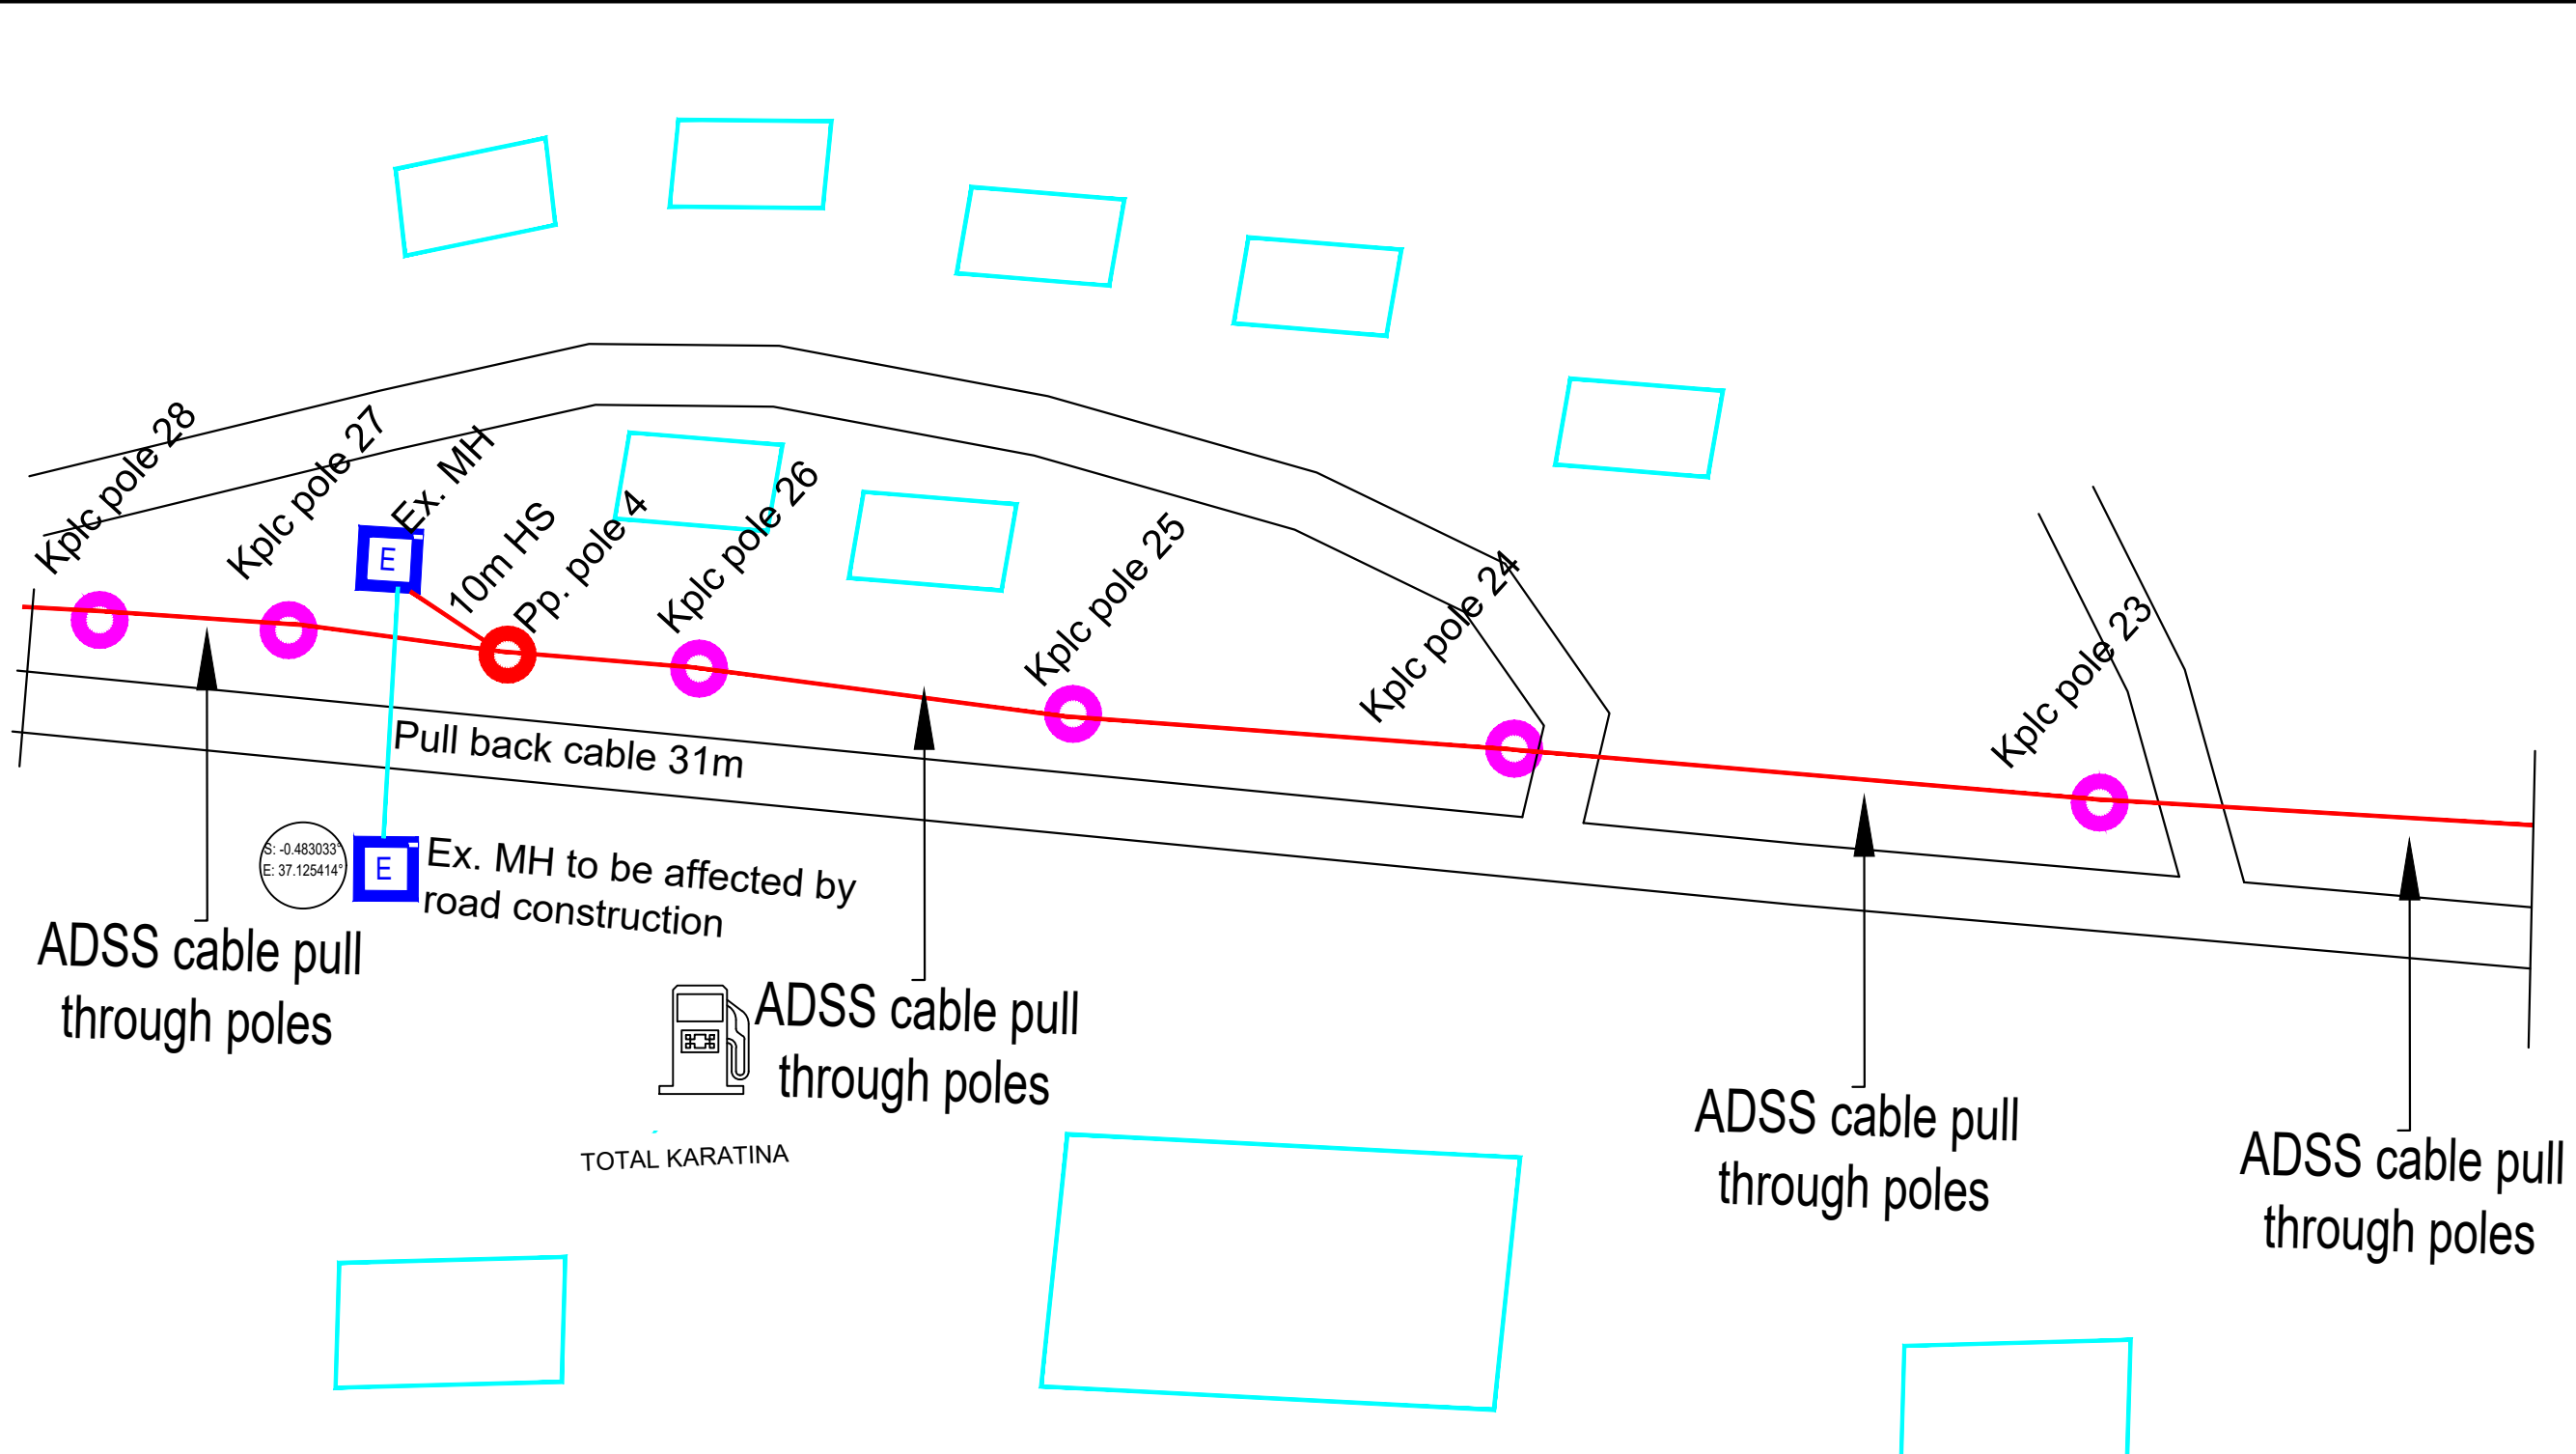 Kplc pole 28
Kplc pole 27
Ex. MH
10m HS
Pp. pole 4
Kplc pole 26
Kplc pole 25
Kplc pole 24
Kplc pole 23
E
Pull back cable 31m
S: -0.483033°
E: 37.125414°
E
Ex. MH to be affected by
road construction
ADSS cable pull
through poles
ADSS cable pull
through poles
ADSS cable pull
through poles
ADSS cable pull
through poles
TOTAL KARATINA